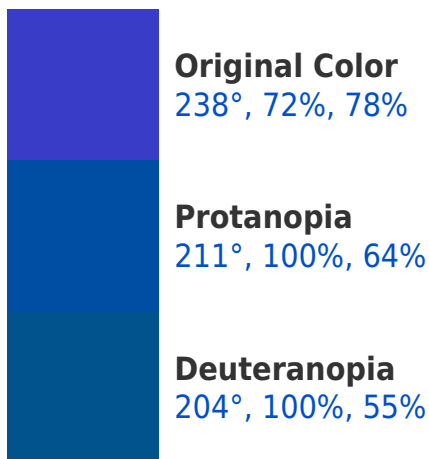 Original Color
238°, 72%, 78%
Protanopia
211°, 100%, 64%
Deuteranopia
204°, 100%, 55%